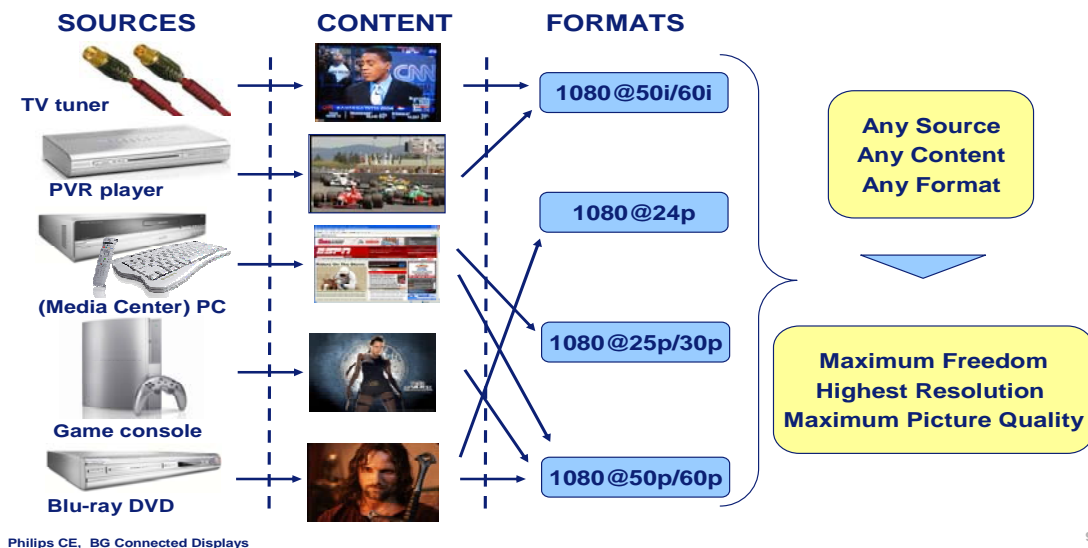 SOURCES
CONTENT
FORMATS
TV tuner
CNN
1080@50i/60i
Any Source
Any Content
Any Format
PVR player
1080@24p
ESPN
(Media Center) PC
1080@25p/30p
Maximum Freedom
Highest Resolution
Maximum Picture Quality
Game console
1080@50p/60p
Blu-ray DVD
Philips CE, BG Connected Displays